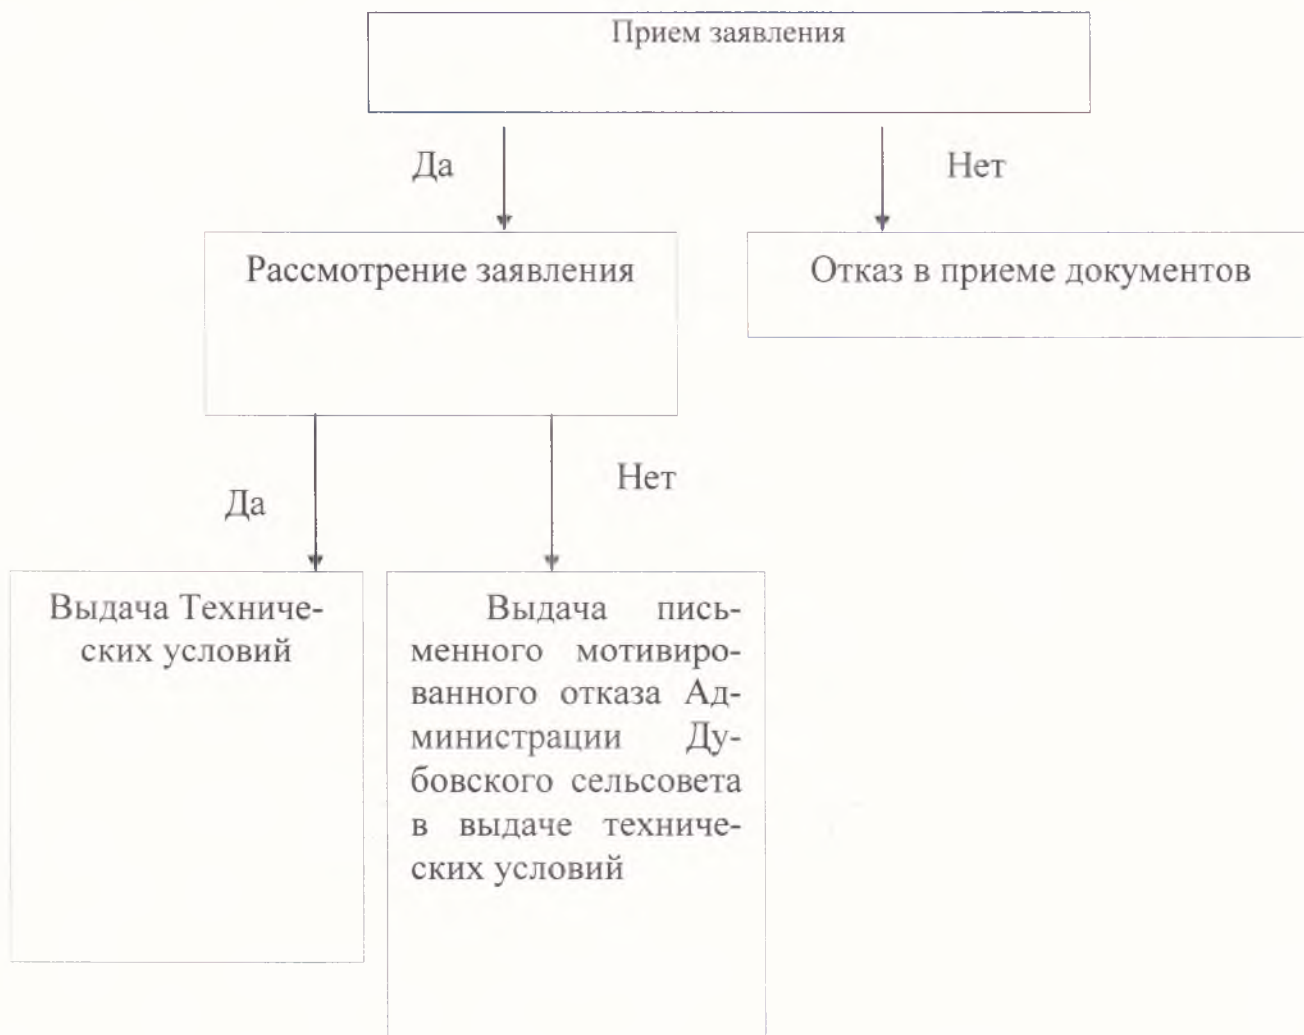 Прием заявления
Да
Нет
Рассмотрение заявления
Отказ в приеме документов
Да
Нет
Выдача Техниче-
ских условий
Выдача пись-
менного мотивиро-
ванного отказа Ад-
министрации Ду-
бовского сельсовета
в выдаче техниче-
ских условий